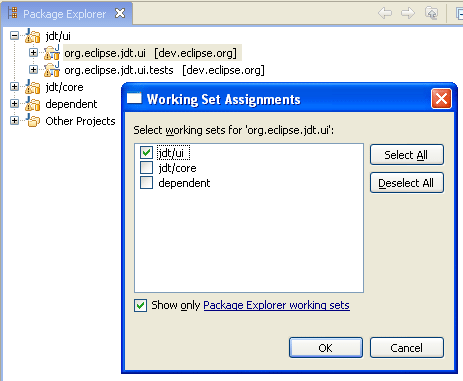 Package Explorer
jdt/ui
org.eclipse.jdt.ui [dev.eclipse.org]
org.eclipse.jdt.ui.tests [dev.eclipse.org]
jdt/core
dependent
Other Projects
Working Set Assignments
Select working sets for 'org.eclipse.jdt.ui':
jdt/ui
jdt/core
dependent
Select All
Deselect All
Show only Package Explorer working sets
OK
Cancel